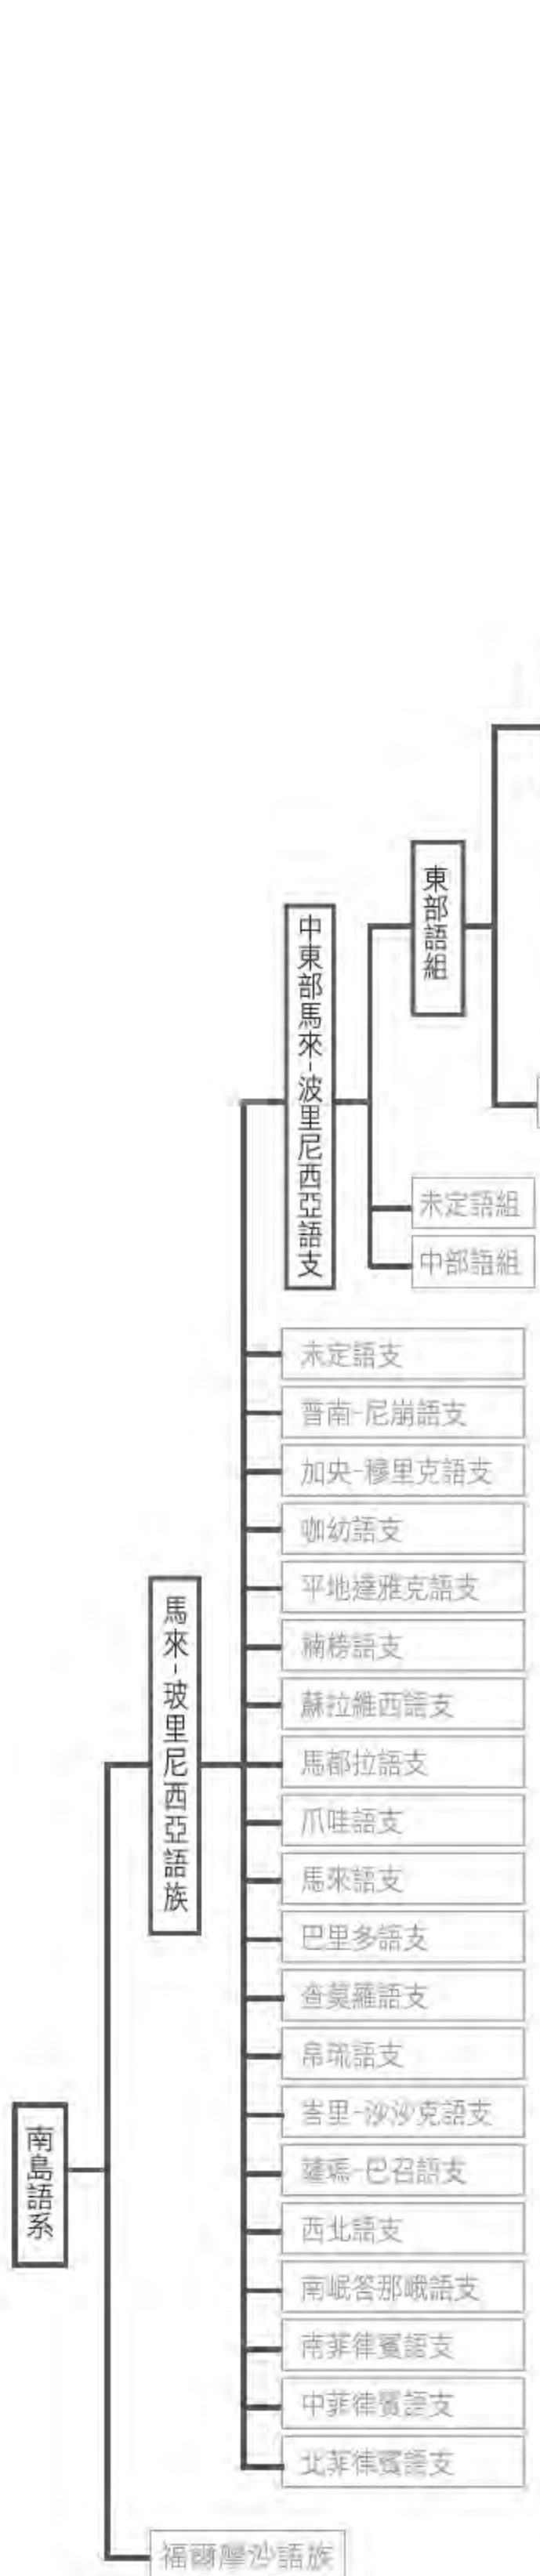 東部語組
中東部馬來-波里尼西亞語支
未定語組
中部語組
未定語支
普南-尼崩語支
加央-穆里克語支
咖幼語支
平地達雅克語支
楠榜語支
蘇拉維西語支
馬來-玻里尼西亞語族
馬都拉語支
爪哇語支
馬來語支
巴里多語支
查莫羅語支
帛琉語支
峇里-沙沙克語支
薩瑪-巴召語支
南島語系
西北語支
南岷答那峨語支
南菲律賓語支
中菲律賓語支
北菲律賓語支
福爾摩沙語族